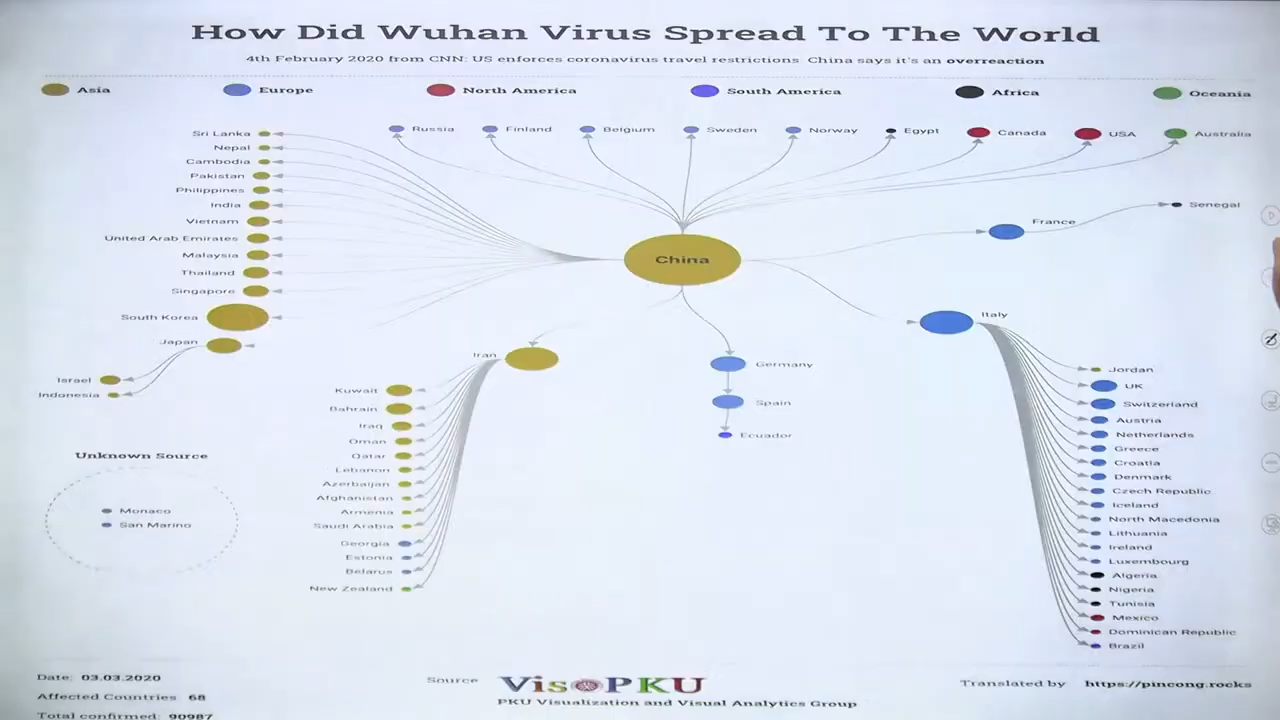 How Did Wuhan Virus Spread To The World
4th February 2020 from CNN: US enforces coronavirus travel restrictions China says it's an overreaction
Asia Europe North America South America Africa Oceania
Russia Finland Belgium Sweden Norway Egypt Canada USA Australia
Sri Lanka
Nepal
Cambodia
Pakistan
Philippines
India
Vietnam
United Arab Emirates
Malaysia
Thailand
Singapore
South Korea
Japan
Israel
Indonesia
China
France
Senegal
Italy
Iran
Kuwait
Bahrain
Iraq
Oman
Qatar
Lebanon
Azerbaijan
Afghanistan
Armenia
Saudi Arabia
Georgia
Estonia
Belarus
New Zealand
Germany
Spain
Ecuador
Jordan
UK
Switzerland
Austria
Netherlands
Greece
Croatia
Denmark
Czech Republic
Iceland
North Macedonia
Lithuania
Ireland
Luxembourg
Algeria
Nigeria
Tunisia
Mexico
Dominican Republic
Brazil
Unknown Source
Monaco
San Marino
Date: 03.03.2020
Affected Countries 68
Total confirmed: 90987
Source VisPKU
PKU Visualization and Visual Analytics Group
Translated by https://pincong.rocks